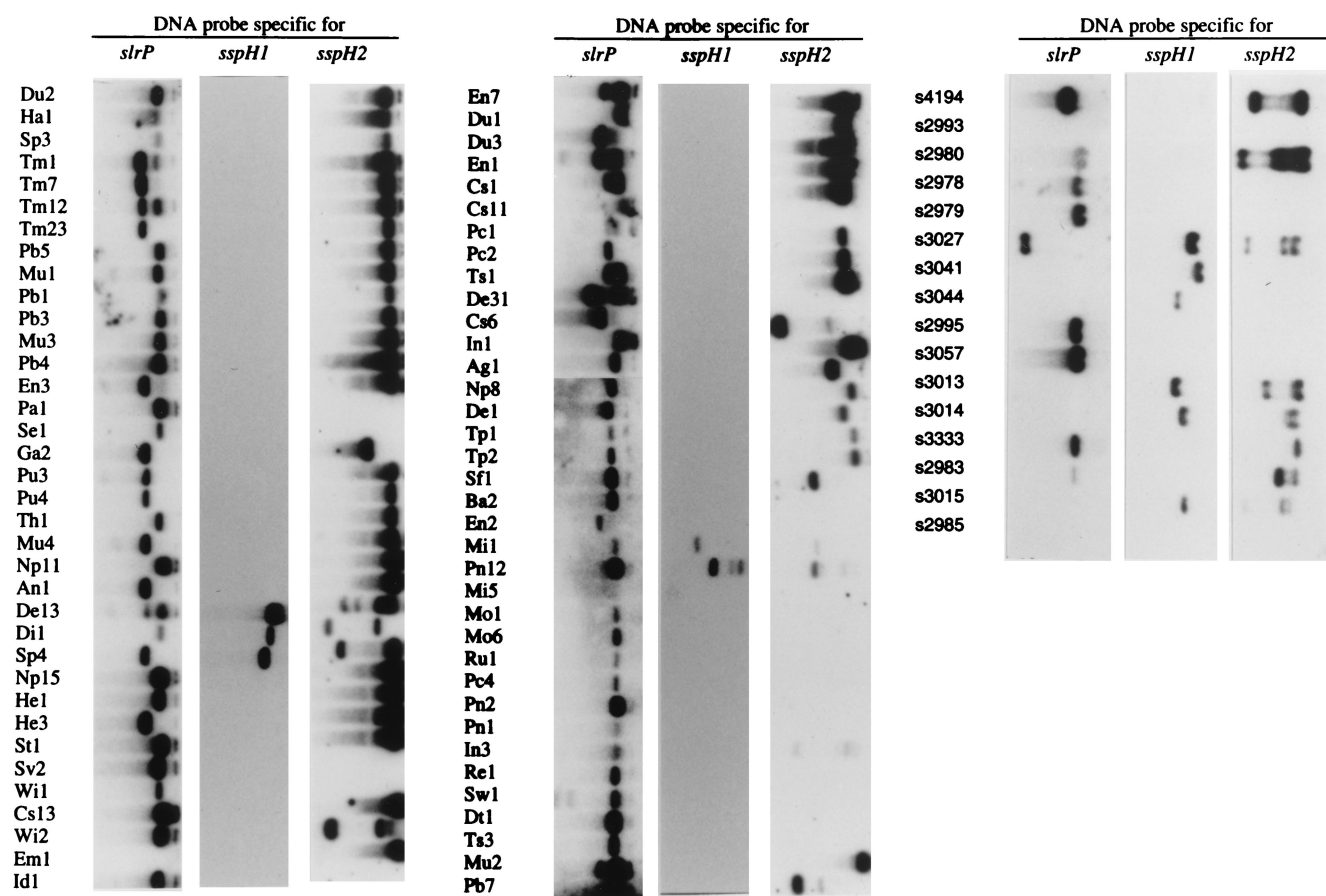 DNA probe specific for
slrP sspH1 sspH2
Du2
Ha1
Sp3
Tm1
Tm7
Tm12
Tm23
Pb5
Mu1
Pb1
Pb3
Mu3
Pb4
En3
Pa1
Se1
Ga2
Pu3
Pu4
Th1
Mu4
Np11
An1
De13
Di1
Sp4
Np15
He1
He3
St1
Sv2
Wi1
Cs13
Wi2
Em1
Id1
DNA probe specific for
slrP sspH1 sspH2
En7
Du1
Du3
En1
Cs1
Cs11
Pc1
Pc2
Ts1
De31
Cs6
In1
Ag1
Np8
De1
Tp1
Tp2
Sf1
Ba2
En2
Mi1
Pn12
Mi5
Mo1
Mo6
Ru1
Pc4
Pn2
Pn1
In3
Re1
Sw1
Dt1
Ts3
Mu2
Pb7
DNA probe specific for
slrP sspH1 sspH2
s4194
s2993
s2980
s2978
s2979
s3027
s3041
s3044
s2995
s3057
s3013
s3014
s3333
s2983
s3015
s2985